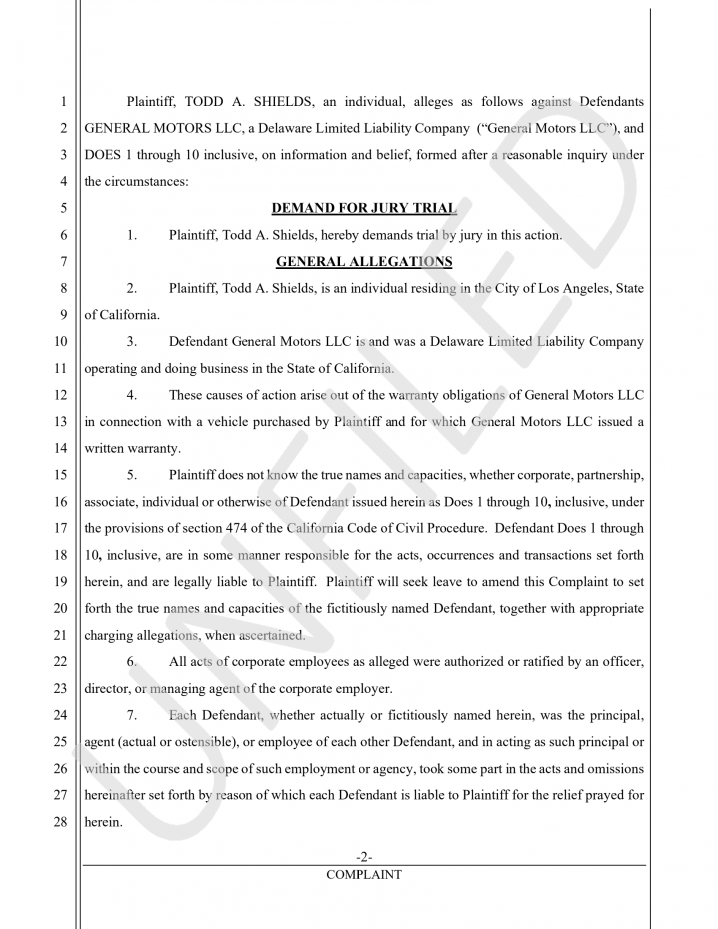 1 Plaintiff, TODD A. SHIELDS, an individual, alleges as follows against Defendants
2 GENERAL MOTORS LLC, a Delaware Limited Liability Company (“General Motors LLC”), and
3 DOES 1 through 10 inclusive, on information and belief, formed after a reasonable inquiry under
4 the circumstances:
5 DEMAND FOR JURY TRIAL
6 1. Plaintiff, Todd A. Shields, hereby demands trial by jury in this action.
7 GENERAL ALLEGATIONS
8 2. Plaintiff, Todd A. Shields, is an individual residing in the City of Los Angeles, State
9 of California.
10 3. Defendant General Motors LLC is and was a Delaware Limited Liability Company
11 operating and doing business in the State of California.
12 4. These causes of action arise out of the warranty obligations of General Motors LLC
13 in connection with a vehicle purchased by Plaintiff and for which General Motors LLC issued a
14 written warranty.
15 5. Plaintiff does not know the true names and capacities, whether corporate, partnership,
16 associate, individual or otherwise of Defendant issued herein as Does 1 through 10, inclusive, under
17 the provisions of section 474 of the California Code of Civil Procedure. Defendant Does 1 through
18 10, inclusive, are in some manner responsible for the acts, occurrences and transactions set forth
19 herein, and are legally liable to Plaintiff. Plaintiff will seek leave to amend this Complaint to set
20 forth the true names and capacities of the fictitiously named Defendant, together with appropriate
21 charging allegations, when ascertained.
22 6. All acts of corporate employees as alleged were authorized or ratified by an officer,
23 director, or managing agent of the corporate employer.
24 7. Each Defendant, whether actually or fictitiously named herein, was the principal,
25 agent (actual or ostensible), or employee of each other Defendant, and in acting as such principal or
26 within the course and scope of such employment or agency, took some part in the acts and omissions
27 hereinafter set forth by reason of which each Defendant is liable to Plaintiff for the relief prayed for
28 herein.
-2-
COMPLAINT
UNFILED